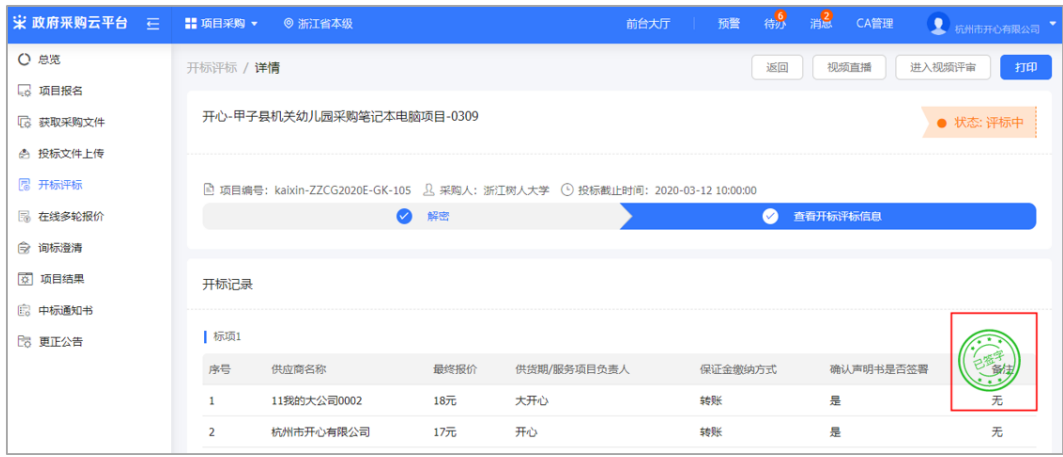 政府采购云平台 项目采购 浙江省本级 前台大厅 预警 待办 6 消息 2 CA管理 杭州市开心有限公司
总览
项目报名
获取采购文件
投标文件上传
开标评标
在线多轮报价
询标澄清
项目结果
中标通知书
更正公告
开标评标 / 详情 返回 视频直播 进入视频评审 打印
开心-甲子县机关幼儿园采购笔记本电脑项目-0309 状态: 评标中
项目编号: kaixin-ZZCG2020E-GK-105 采购人: 浙江树人大学 投标截止时间: 2020-03-12 10:00:00
解密 查看开标评标信息
开标记录
标项1
已签字
序号 供应商名称 最终报价 供货期/服务项目负责人 保证金缴纳方式 确认声明书是否签署 备注
1 11我的大公司0002 18元 大开心 转账 是 无
2 杭州市开心有限公司 17元 开心 转账 是 无